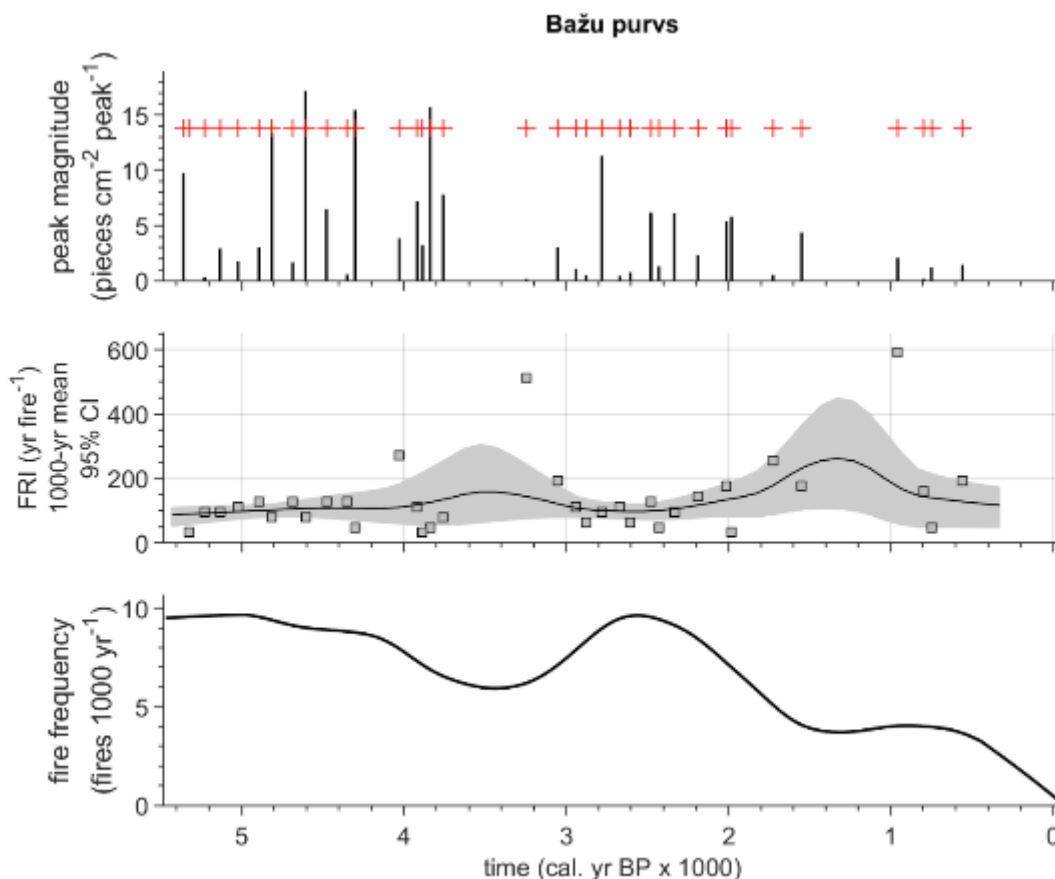 Bažu purvs
peak magnitude
(pieces cm⁻² peak⁻¹)
15
10
5
0
FRI (yr fire⁻¹)
1000-yr mean
95% CI
600
400
200
0
fire frequency
(fires 1000 yr⁻¹)
10
5
0
5 4 3 2 1 0
time (cal. yr BP x 1000)